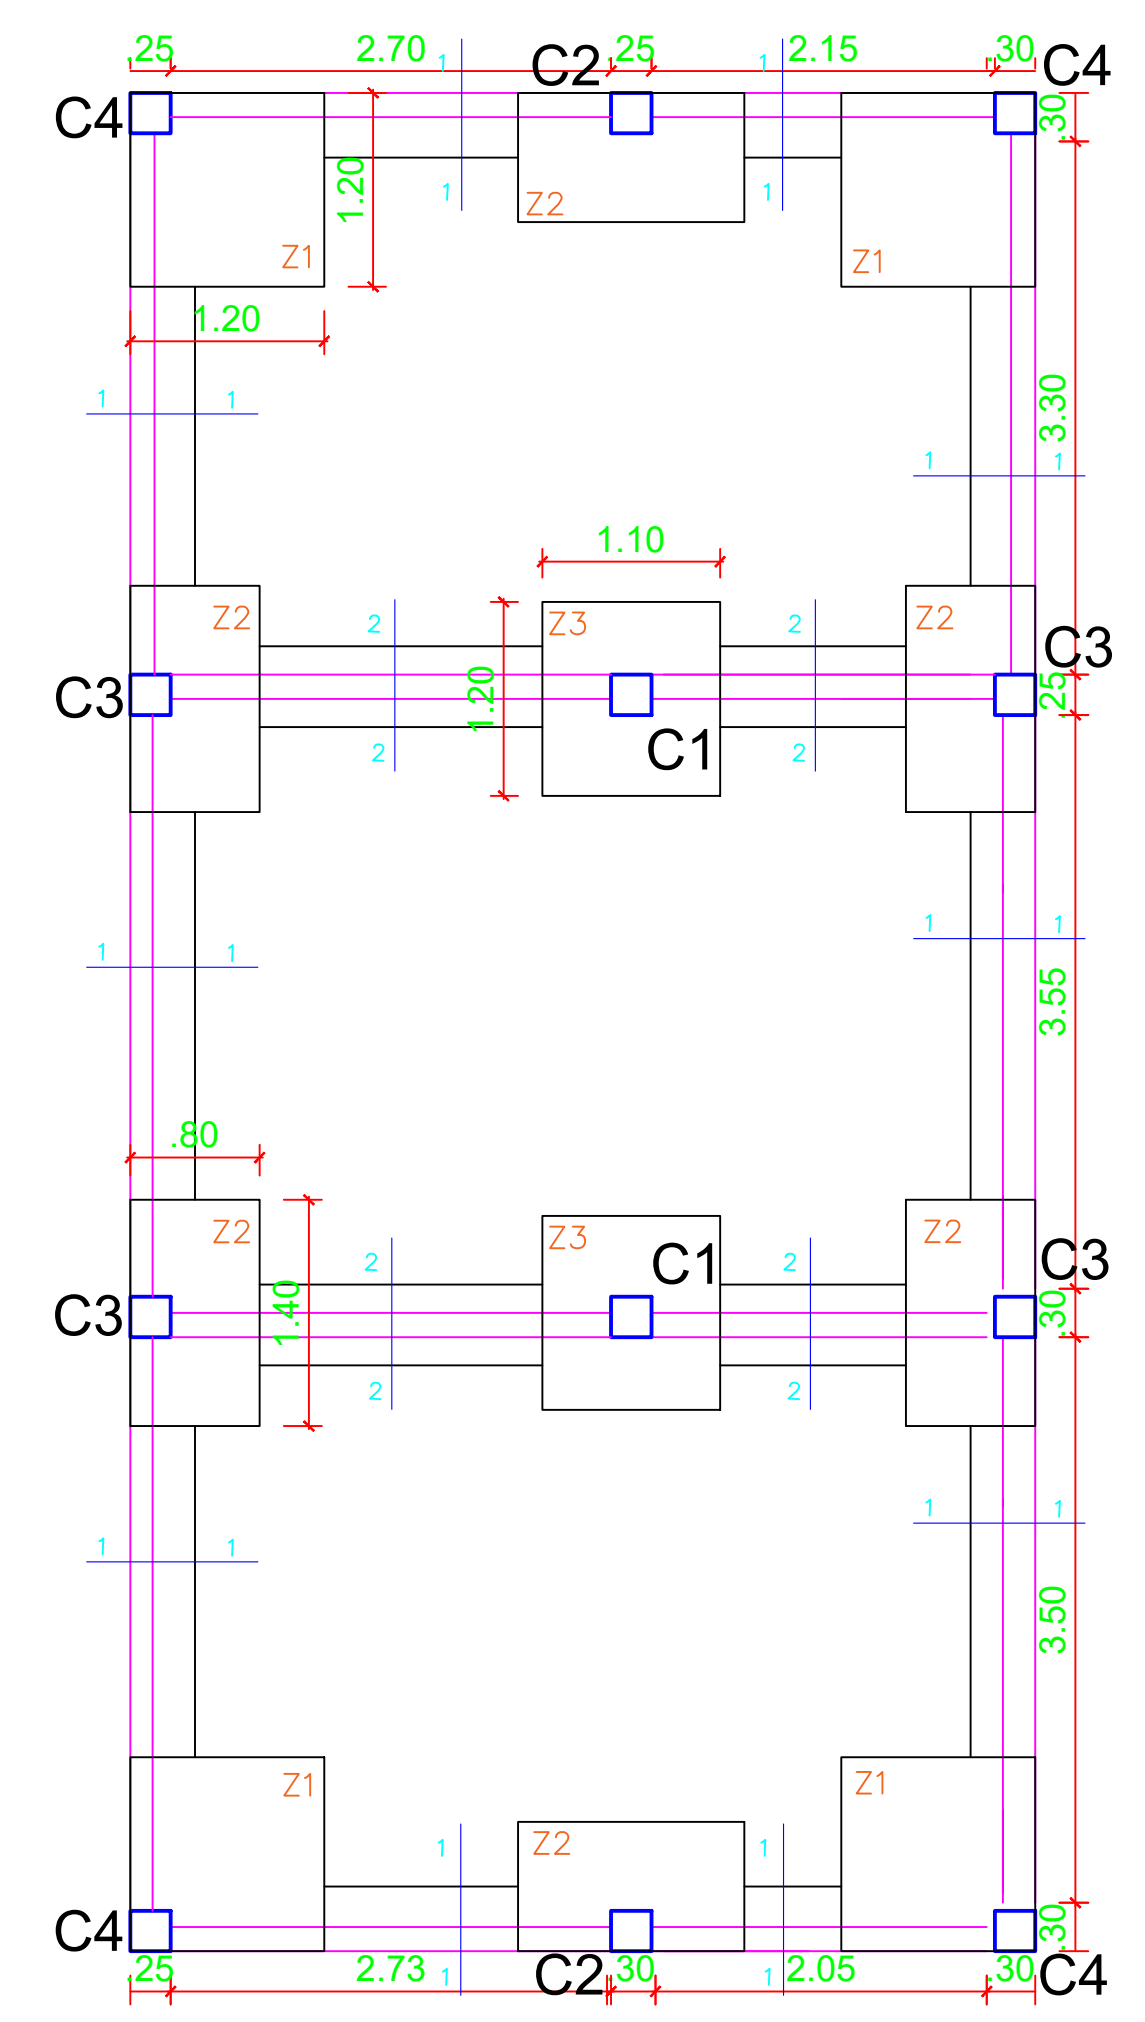 .25 2.70 C2 .25 2.15 .30 C4
1 1
C4 .30
1.20
1 1
Z2
Z1 Z1
1.20
3.30
1 1
1 1
1.10
Z2 2 Z3 2 Z2
C3
C3 1.20 .25
C1
2 2
1 1
1 1
3.55
.80
Z2 Z3 Z2
2 C1 2 C3
C3 1.40 .30
2 2
1 1
1 1
3.50
Z1 Z1
Z2
1 1
C4 .30
.25 2.73 1 C2 .30 1 2.05 .30 C4